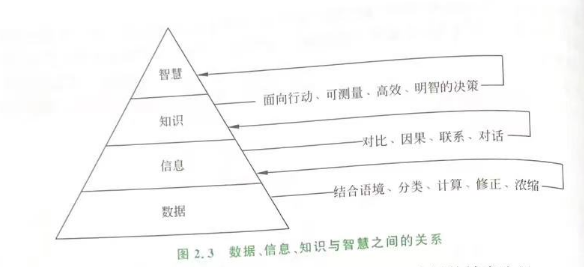 智慧
面向行动、可测量、高效、明智的决策
知识
对比、因果、联系、对话
信息
结合语境、分类、计算、修正、浓缩
数据
图 2.3 数据、信息、知识与智慧之间的关系